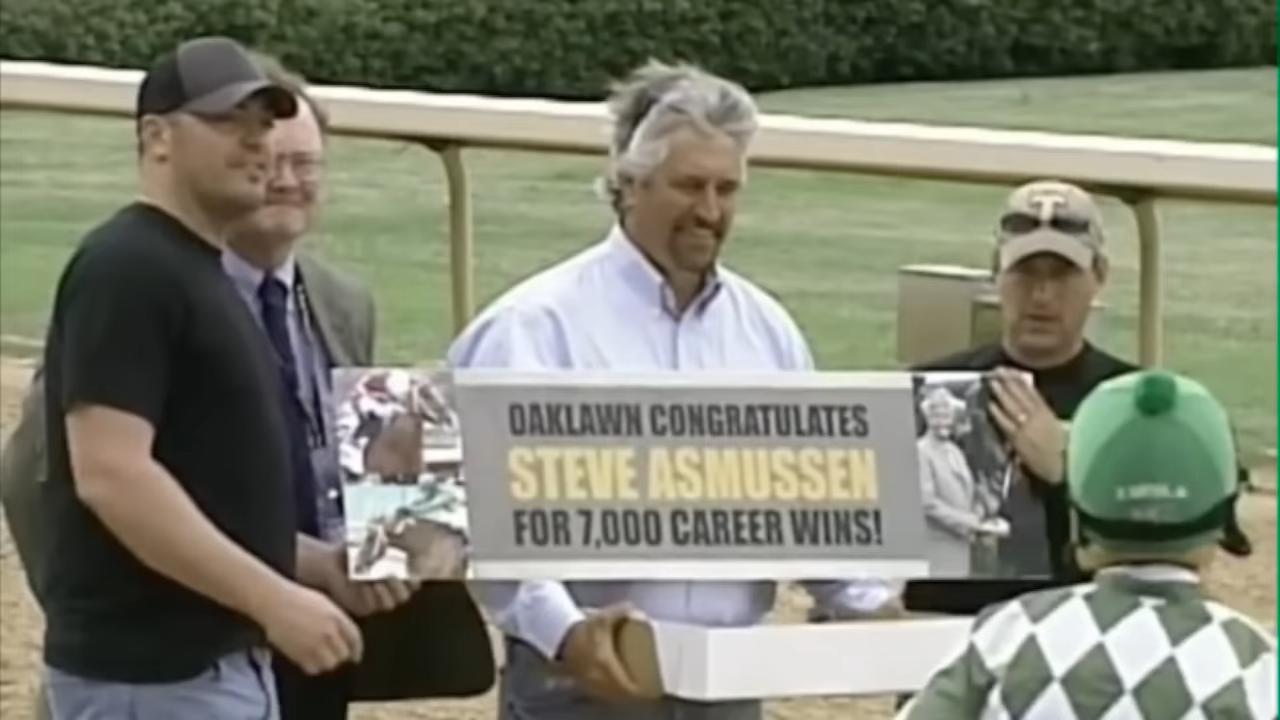 T
OAKLAWN CONGRATULATES
STEVE ASMUSSEN
FOR 7,000 CAREER WINS!